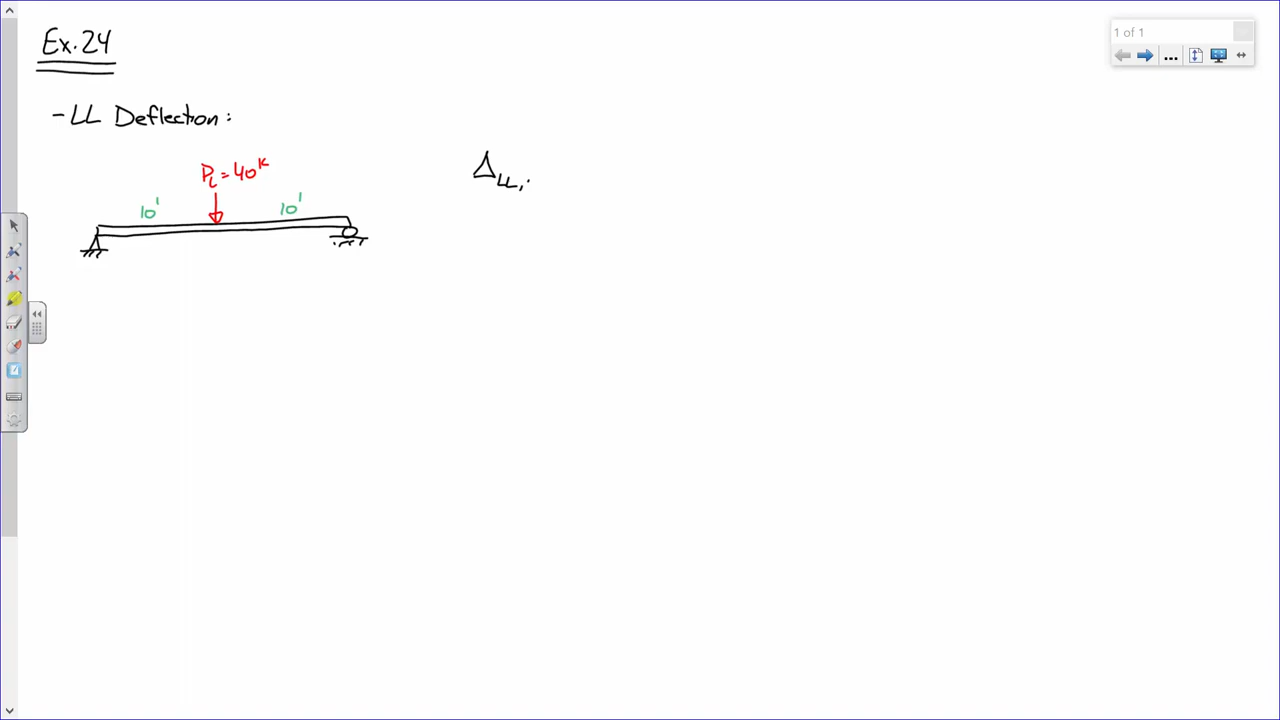 Ex. 24
1 of 1
- LL Deflection:
P_L = 40^k
Δ_LL,
10' 10'